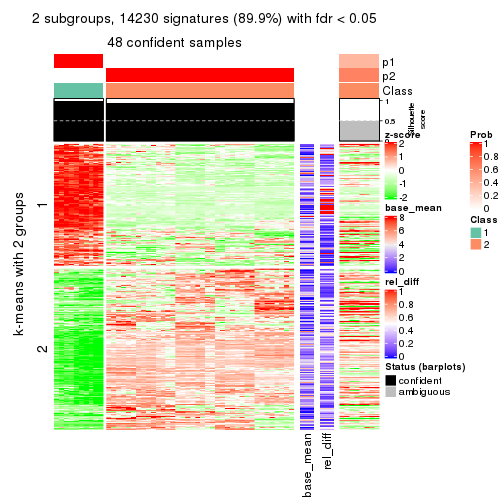 2 subgroups, 14230 signatures (89.9%) with fdr < 0.05
48 confident samples
p1
p2
Class
1
0.5
Silhouette
score
k-means with 2 groups
1
2
z-score
2
1
0
-1
-2
base_mean
8
6
4
2
0
rel_diff
1
0.8
0.6
0.4
0.2
0
Status (barplots)
confident
ambiguous
Prob
1
0.8
0.6
0.4
0.2
0
Class
1
2
base_mean
rel_diff